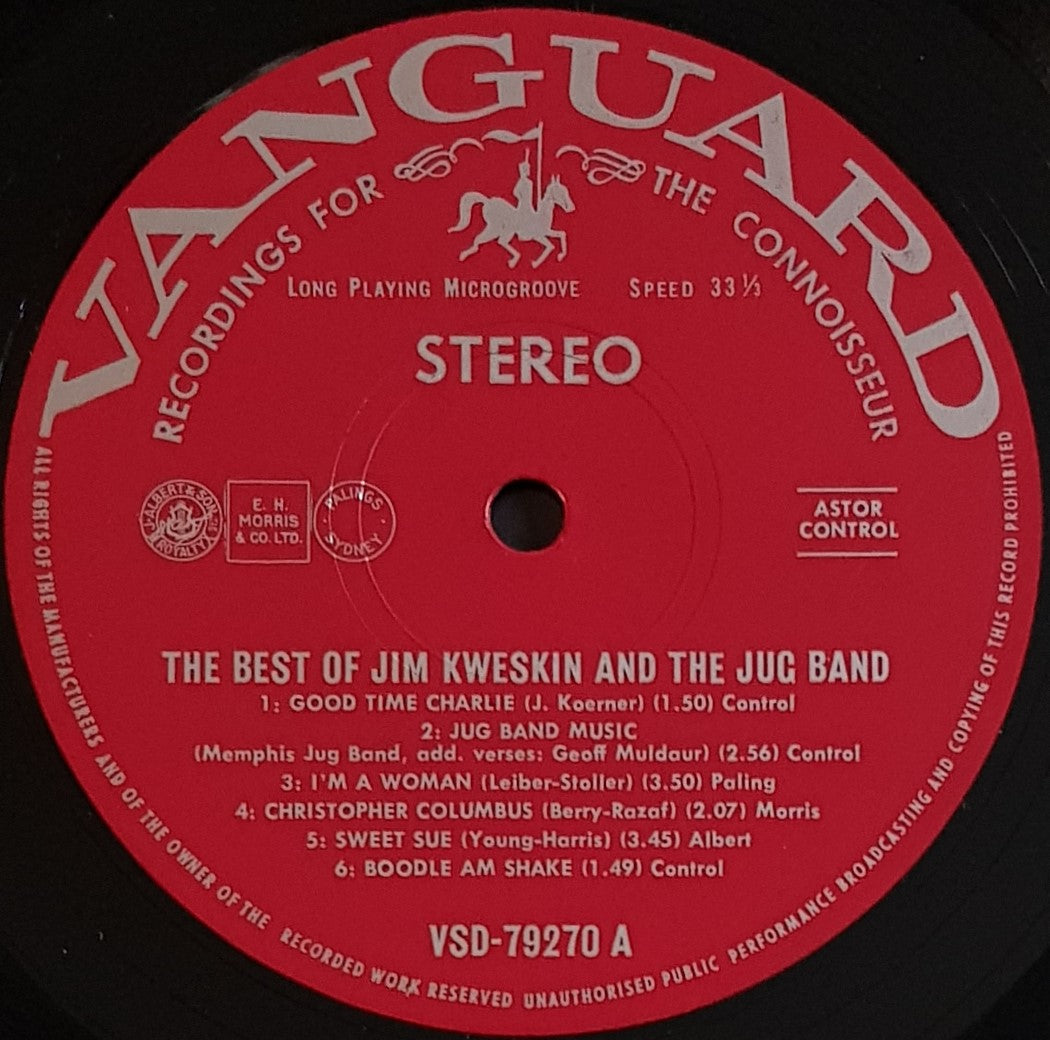 VANGUARD
RECORDINGS FOR THE CONNOISSEUR
LONG PLAYING MICROGROOVE SPEED 33⅓
STEREO
J. ALBERT & SON
ROYALTY
E. H.
MORRIS
& CO. LTD.
PALINGS
SYDNEY
ASTOR
CONTROL
THE BEST OF JIM KWESKIN AND THE JUG BAND
1: GOOD TIME CHARLIE (J. Koerner) (1.50) Control
2: JUG BAND MUSIC
(Memphis Jug Band, add. verses: Geoff Muldaur) (2.56) Control
3: I'M A WOMAN (Leiber-Stoller) (3.50) Paling
4: CHRISTOPHER COLUMBUS (Berry-Razaf) (2.07) Morris
5: SWEET SUE (Young-Harris) (3.45) Albert
6: BOODLE AM SHAKE (1.49) Control
VSD-79270 A
ALL RIGHTS OF THE MANUFACTURERS AND OF THE OWNER OF THE RECORDED WORK RESERVED UNAUTHORISED PUBLIC PERFORMANCE BROADCASTING AND COPYING OF THIS RECORD PROHIBITED